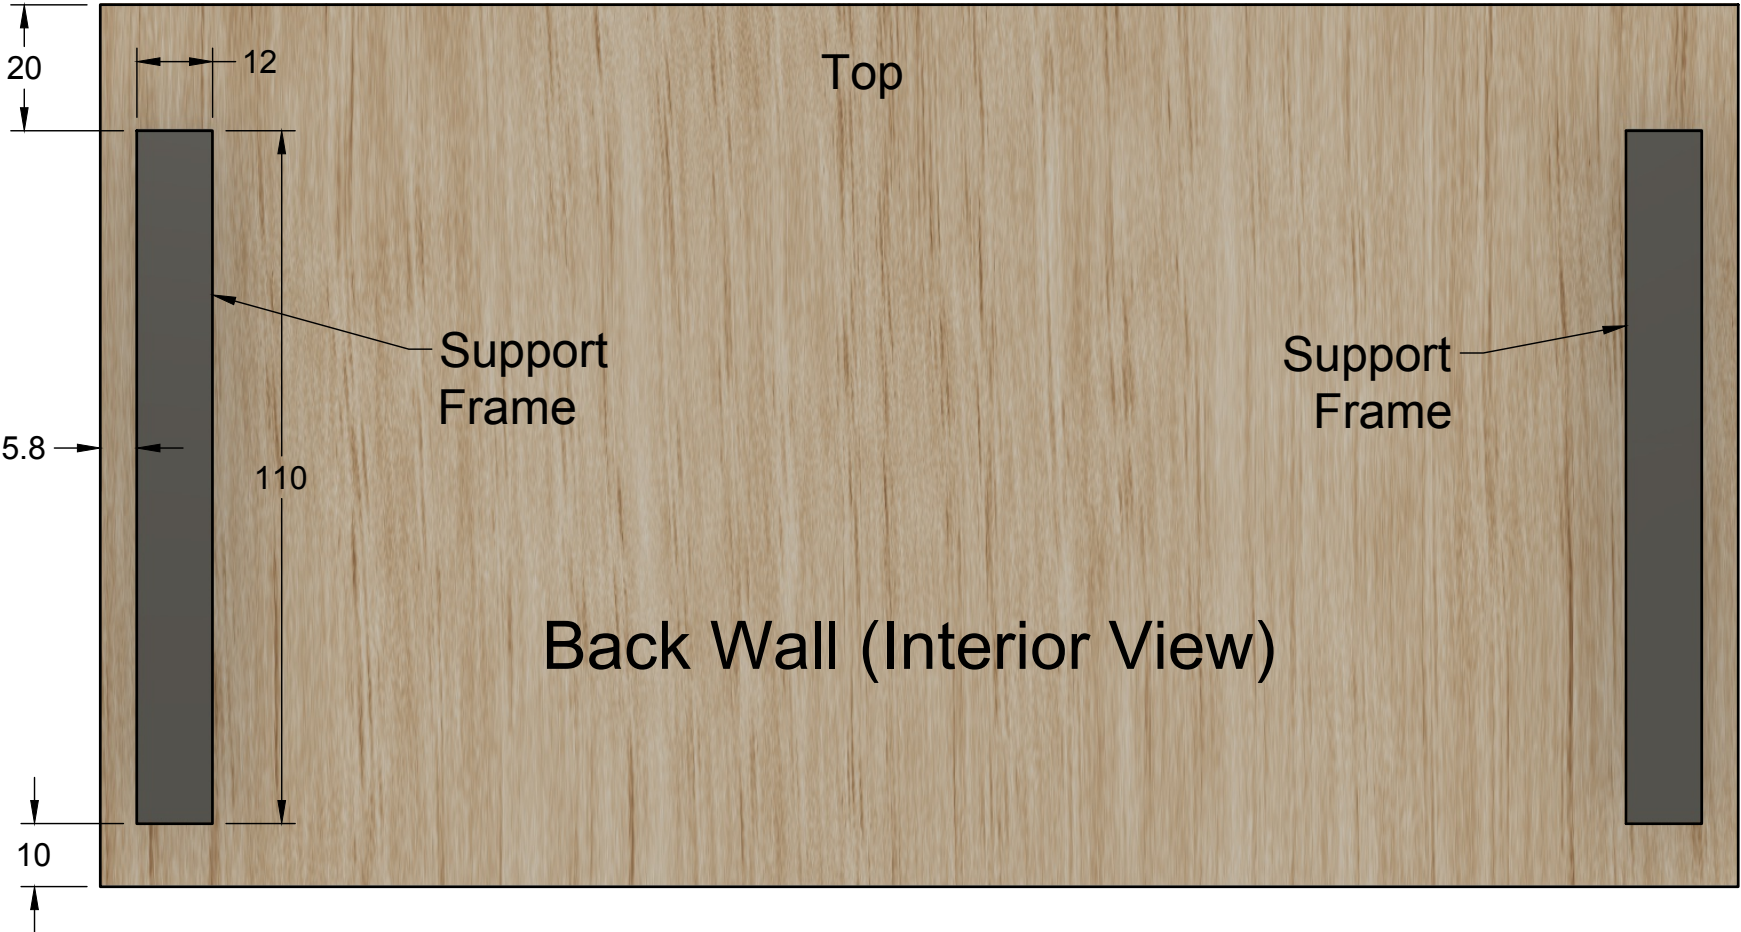 20
12
Top
Support
Frame
Support
Frame
5.8
110
Back Wall (Interior View)
10